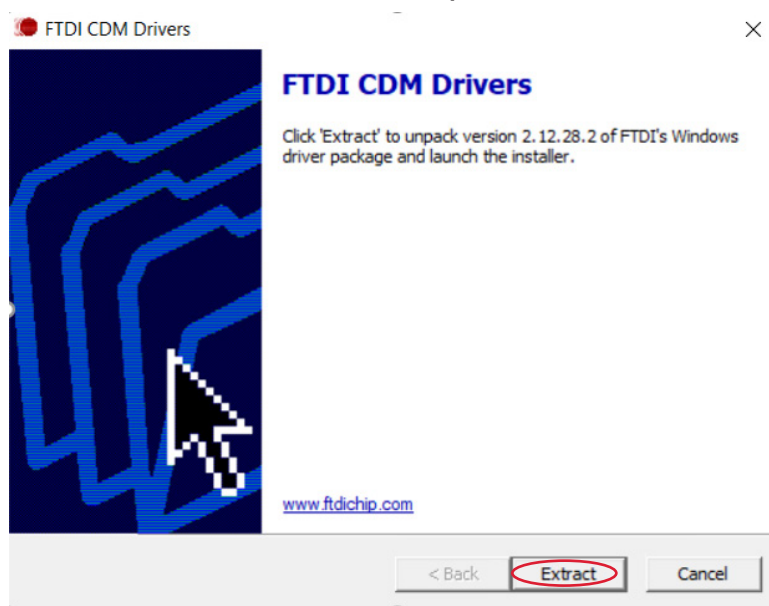 FTDI CDM Drivers
FTDI CDM Drivers
Click 'Extract' to unpack version 2.12.28.2 of FTDI's Windows
driver package and launch the installer.
www.ftdichip.com
< Back Extract Cancel